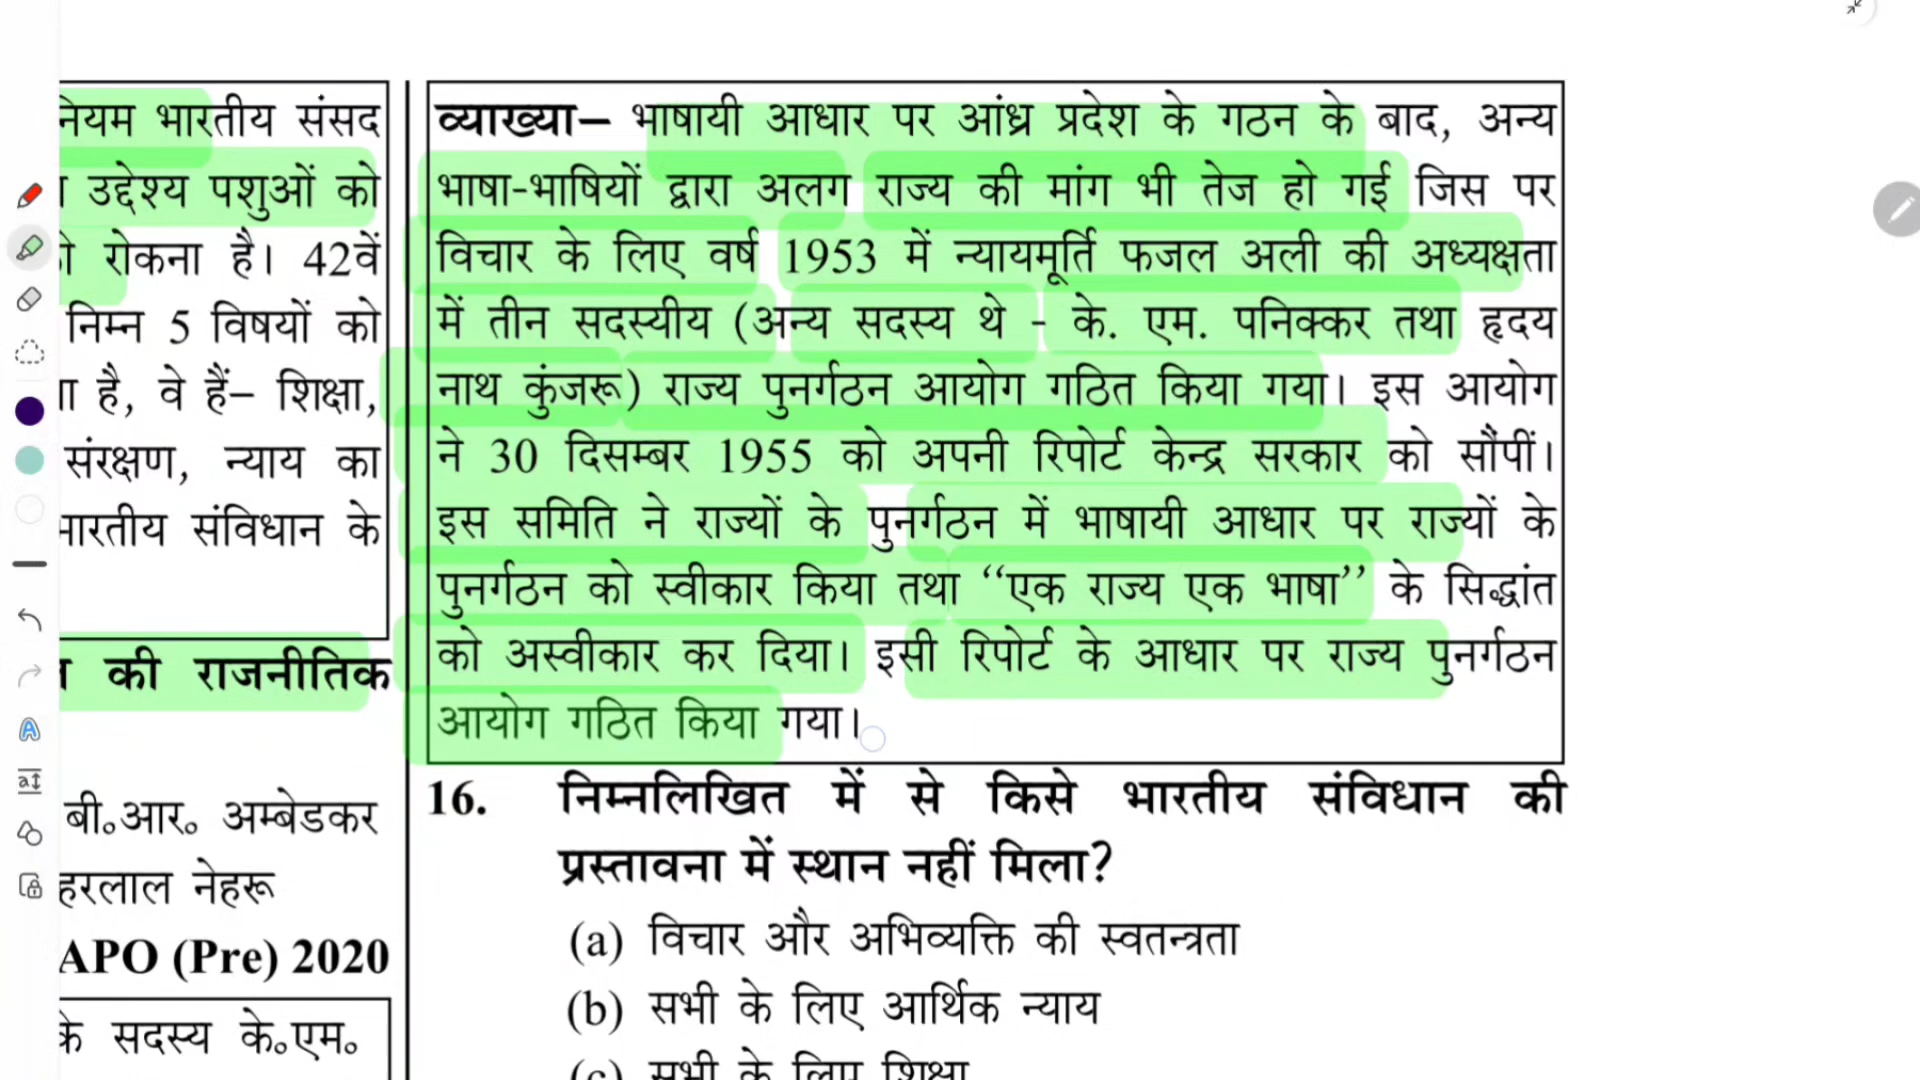 नियम भारतीय संसद
उद्देश्य पशुओं को
रोकना है। 42वें
निम्न 5 विषयों को
है, वे हैं– शिक्षा,
संरक्षण, न्याय का
भारतीय संविधान के
की राजनीतिक
बी०आर० अम्बेडकर
हरलाल नेहरू
APO (Pre) 2020
के सदस्य के०एम०
व्याख्या– भाषायी आधार पर आंध्र प्रदेश के गठन के बाद, अन्य
भाषा-भाषियों द्वारा अलग राज्य की मांग भी तेज हो गई जिस पर
विचार के लिए वर्ष 1953 में न्यायमूर्ति फजल अली की अध्यक्षता
में तीन सदस्यीय (अन्य सदस्य थे - के. एम. पनिक्कर तथा हृदय
नाथ कुंजरू) राज्य पुनर्गठन आयोग गठित किया गया। इस आयोग
ने 30 दिसम्बर 1955 को अपनी रिपोर्ट केन्द्र सरकार को सौंपीं।
इस समिति ने राज्यों के पुनर्गठन में भाषायी आधार पर राज्यों के
पुनर्गठन को स्वीकार किया तथा ‘‘एक राज्य एक भाषा’’ के सिद्धांत
को अस्वीकार कर दिया। इसी रिपोर्ट के आधार पर राज्य पुनर्गठन
आयोग गठित किया गया।
16. निम्नलिखित में से किसे भारतीय संविधान की
प्रस्तावना में स्थान नहीं मिला?
(a) विचार और अभिव्यक्ति की स्वतन्त्रता
(b) सभी के लिए आर्थिक न्याय
(c) सभी के लिए शिक्षा